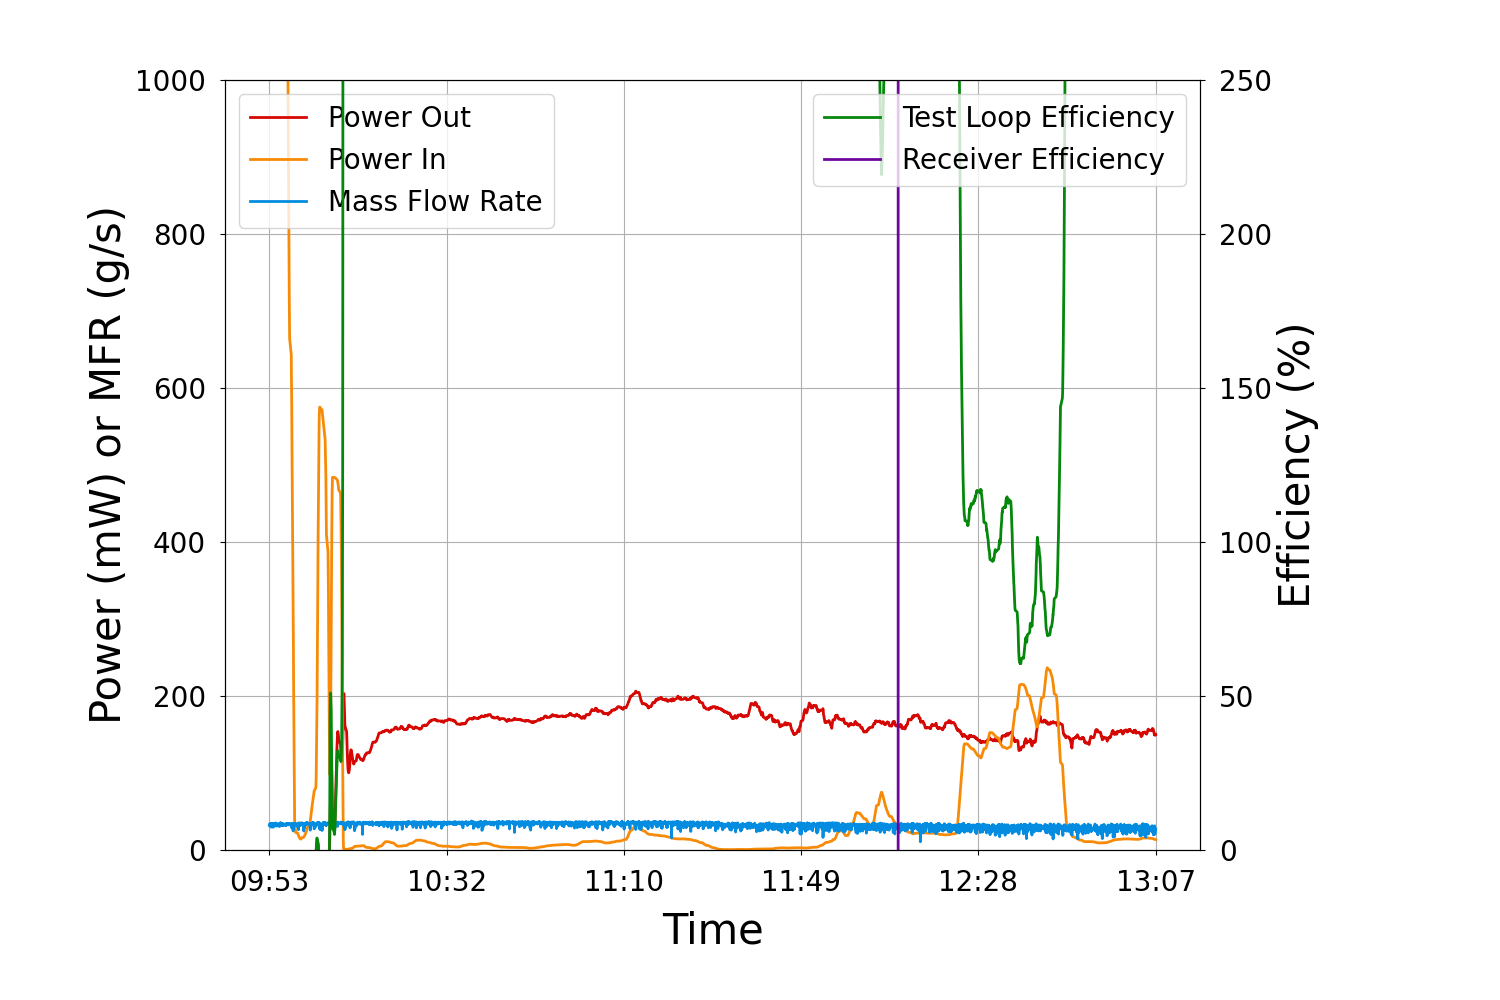 1000
800
600
400
200
0
Power (mW) or MFR (g/s)
Power Out
Power In
Mass Flow Rate
Test Loop Efficiency
Receiver Efficiency
250
200
150
100
50
0
Efficiency (%)
09:53 10:32 11:10 11:49 12:28 13:07
Time